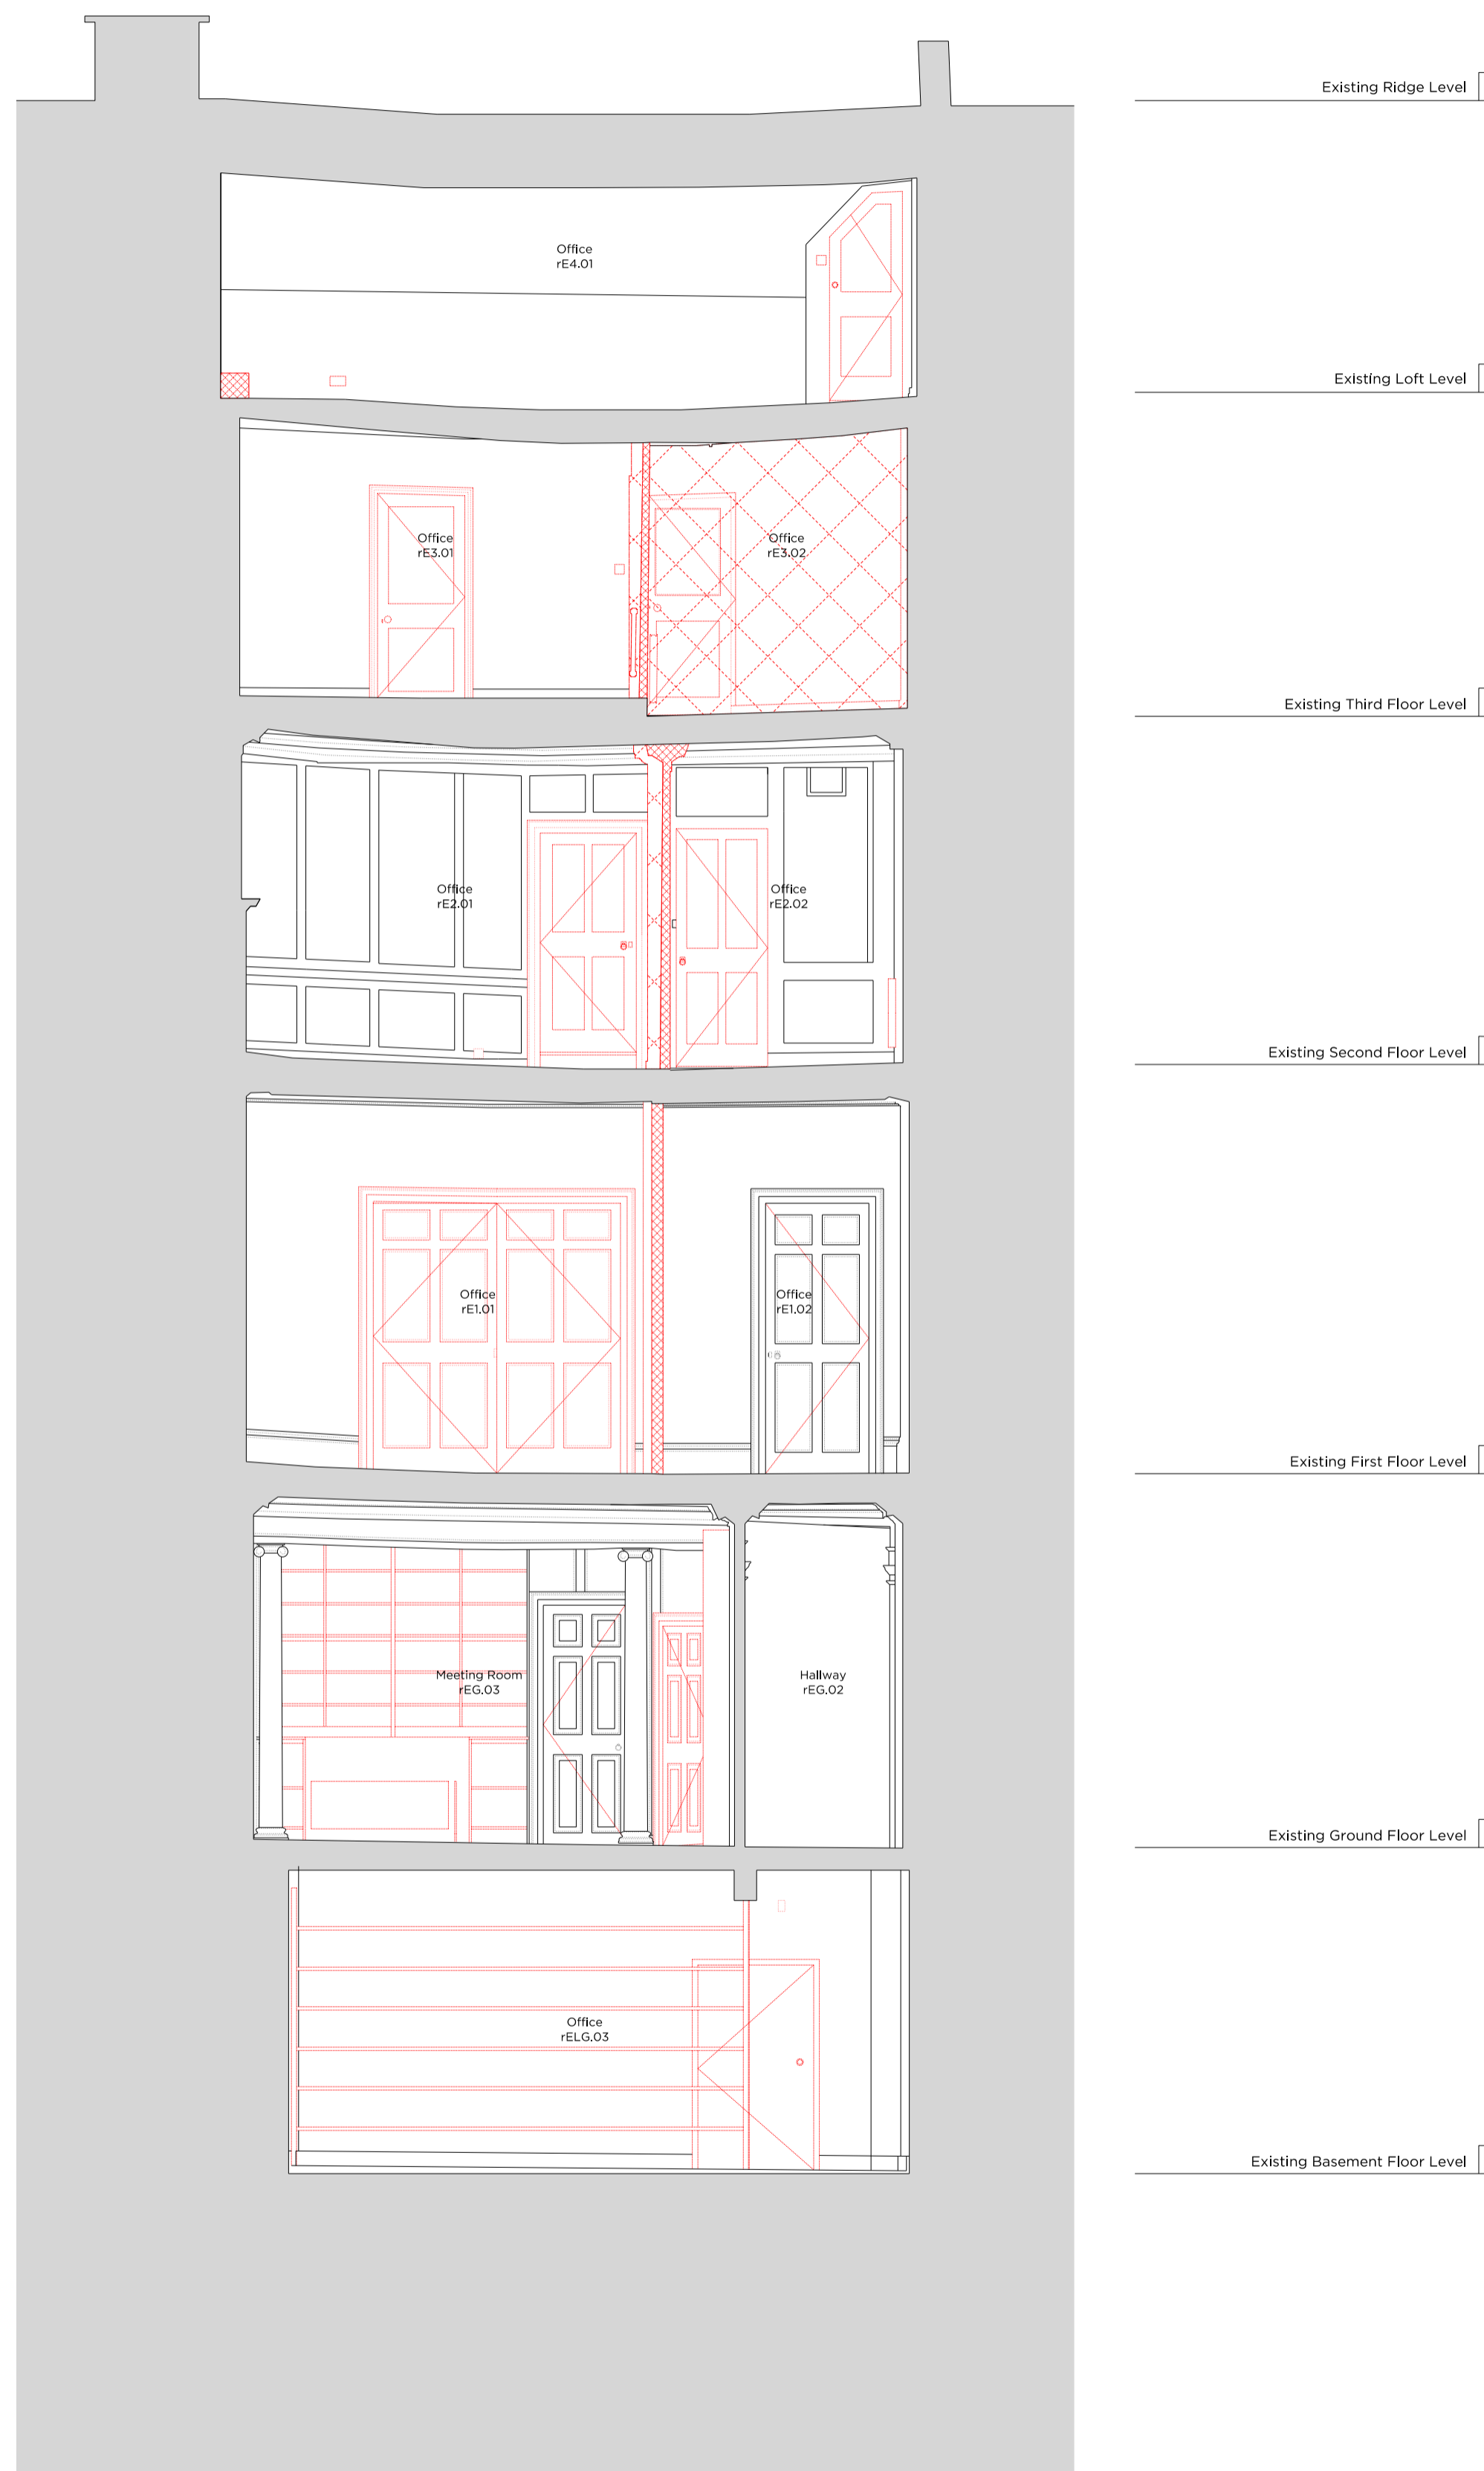 Existing Ridge Level
Office
rE4.01
Existing Loft Level
Office
rE3.01
Office
rE3.02
Existing Third Floor Level
Office
rE2.01
Office
rE2.02
Existing Second Floor Level
Office
rE1.01
Office
rE1.02
Existing First Floor Level
Meeting Room
rEG.03
Hallway
rEG.02
Existing Ground Floor Level
Office
rELG.03
Existing Basement Floor Level